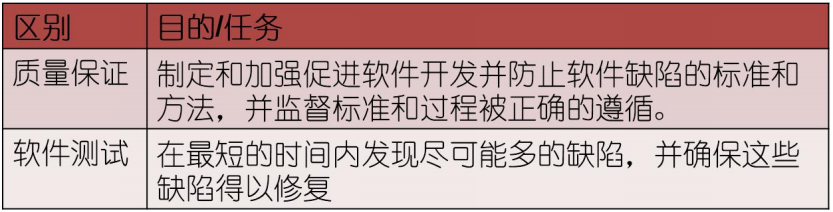 区别 目的/任务
质量保证 制定和加强促进软件开发并防止软件缺陷的标准和
方法，并监督标准和过程被正确的遵循。
软件测试 在最短的时间内发现尽可能多的缺陷，并确保这些
缺陷得以修复